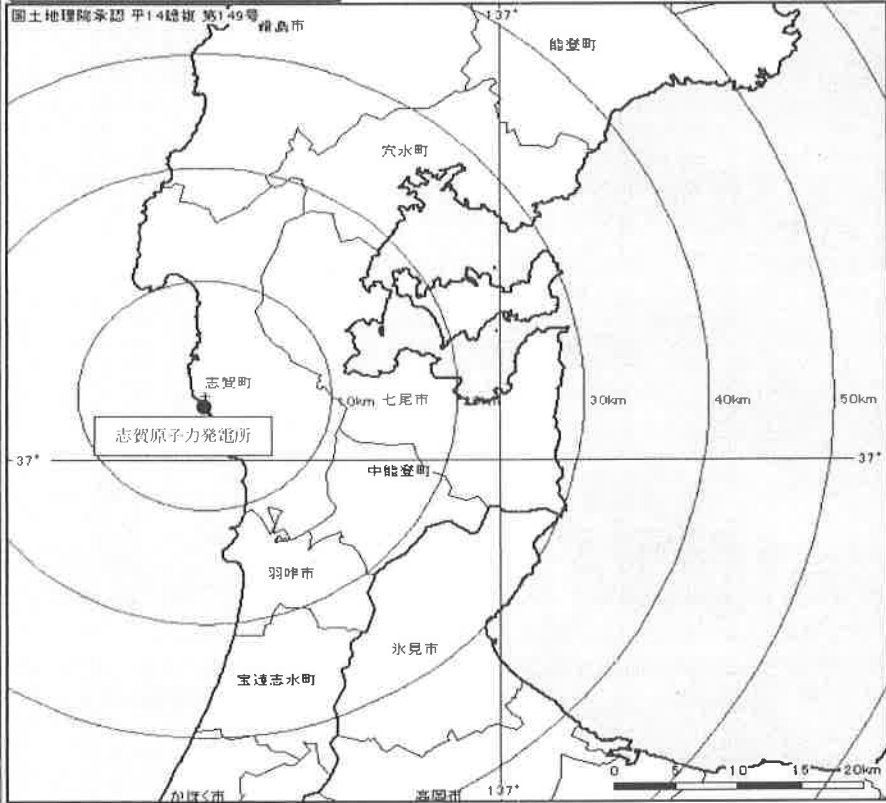 国土地理院承認 平14総複 第149号
137°
輪島市
能登町
穴水町
志賀町
10km
七尾市
30km
40km
50km
志賀原子力発電所
37°
37°
中能登町
羽咋市
氷見市
宝達志水町
0 5 10 15 20km
かほく市
137°
高岡市